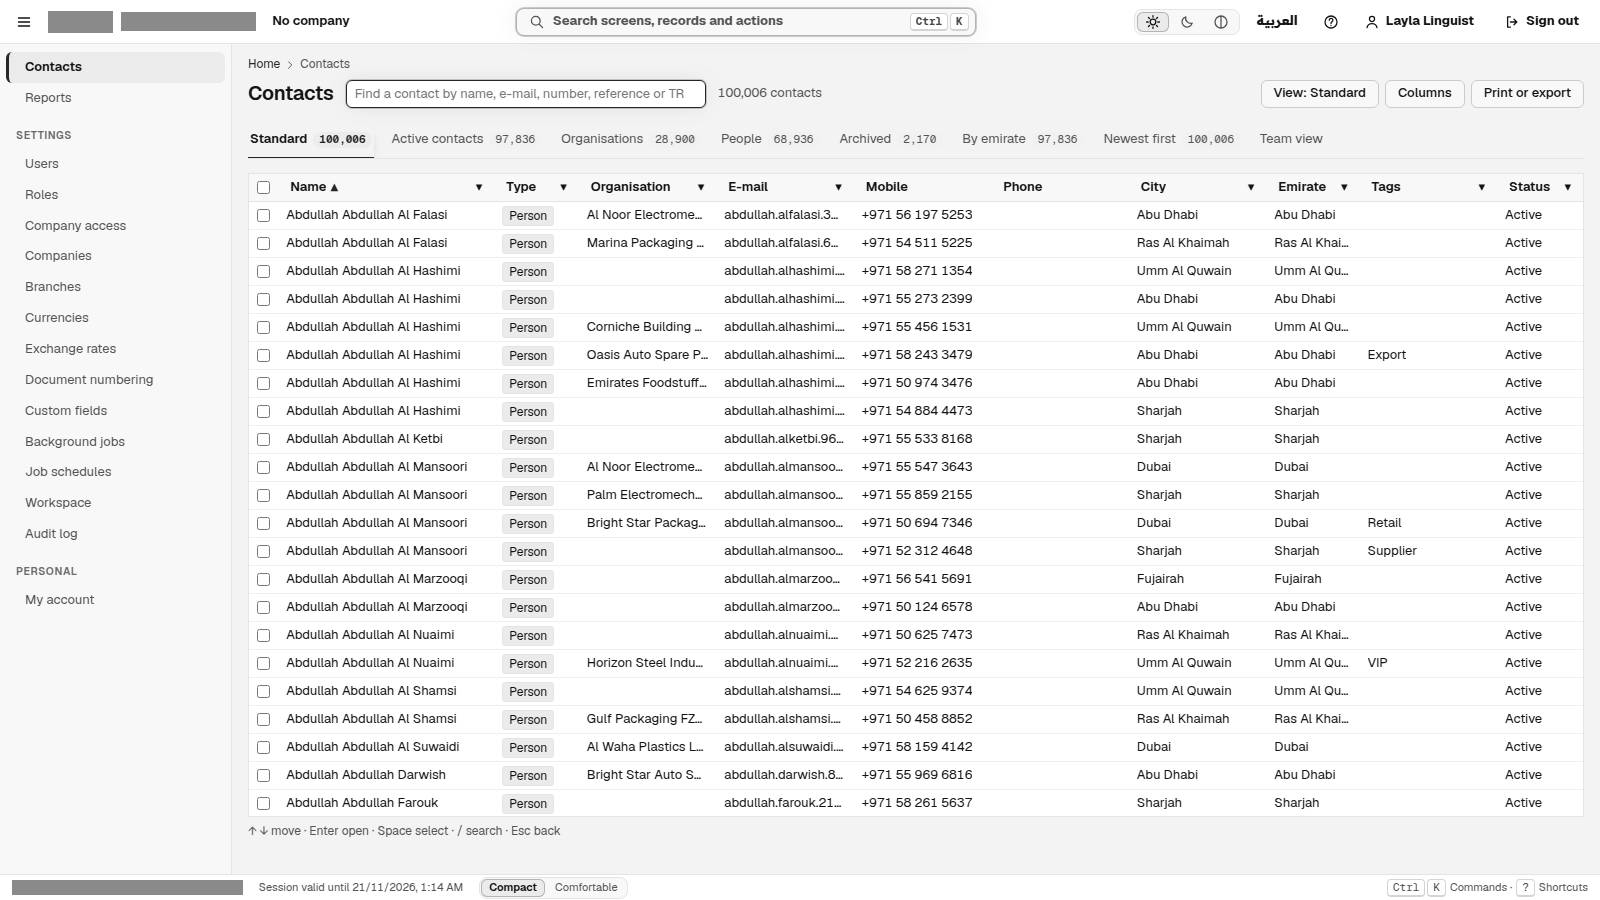 No company
Search screens, records and actions Ctrl K
العربية
Layla Linguist
Sign out
Contacts
Reports
SETTINGS
Users
Roles
Company access
Companies
Branches
Currencies
Exchange rates
Document numbering
Custom fields
Background jobs
Job schedules
Workspace
Audit log
PERSONAL
My account
Home > Contacts
Contacts
Find a contact by name, e-mail, number, reference or TR
100,006 contacts
View: Standard
Columns
Print or export
Standard 100,006 Active contacts 97,836 Organisations 28,900 People 68,936 Archived 2,170 By emirate 97,836 Newest first 100,006 Team view
Name ▲ ▼ Type ▼ Organisation ▼ E-mail ▼ Mobile Phone City ▼ Emirate ▼ Tags ▼ Status ▼
Abdullah Abdullah Al Falasi Person Al Noor Electrome… abdullah.alfalasi.3… +971 56 197 5253 Abu Dhabi Abu Dhabi Active
Abdullah Abdullah Al Falasi Person Marina Packaging … abdullah.alfalasi.6… +971 54 511 5225 Ras Al Khaimah Ras Al Khai… Active
Abdullah Abdullah Al Hashimi Person abdullah.alhashimi.… +971 58 271 1354 Umm Al Quwain Umm Al Qu… Active
Abdullah Abdullah Al Hashimi Person abdullah.alhashimi.… +971 55 273 2399 Abu Dhabi Abu Dhabi Active
Abdullah Abdullah Al Hashimi Person Corniche Building … abdullah.alhashimi.… +971 55 456 1531 Umm Al Quwain Umm Al Qu… Active
Abdullah Abdullah Al Hashimi Person Oasis Auto Spare P… abdullah.alhashimi.… +971 58 243 3479 Abu Dhabi Abu Dhabi Export Active
Abdullah Abdullah Al Hashimi Person Emirates Foodstuff… abdullah.alhashimi.… +971 50 974 3476 Abu Dhabi Abu Dhabi Active
Abdullah Abdullah Al Hashimi Person abdullah.alhashimi.… +971 54 884 4473 Sharjah Sharjah Active
Abdullah Abdullah Al Ketbi Person abdullah.alketbi.96… +971 55 533 8168 Sharjah Sharjah Active
Abdullah Abdullah Al Mansoori Person Al Noor Electrome… abdullah.almansoo… +971 55 547 3643 Dubai Dubai Active
Abdullah Abdullah Al Mansoori Person Palm Electromech… abdullah.almansoo… +971 55 859 2155 Sharjah Sharjah Active
Abdullah Abdullah Al Mansoori Person Bright Star Packag… abdullah.almansoo… +971 50 694 7346 Dubai Dubai Retail Active
Abdullah Abdullah Al Mansoori Person abdullah.almansoo… +971 52 312 4648 Sharjah Sharjah Supplier Active
Abdullah Abdullah Al Marzooqi Person abdullah.almarzoo… +971 56 541 5691 Fujairah Fujairah Active
Abdullah Abdullah Al Marzooqi Person abdullah.almarzoo… +971 50 124 6578 Abu Dhabi Abu Dhabi Active
Abdullah Abdullah Al Nuaimi Person abdullah.alnuaimi.… +971 50 625 7473 Ras Al Khaimah Ras Al Khai… Active
Abdullah Abdullah Al Nuaimi Person Horizon Steel Indu… abdullah.alnuaimi.… +971 52 216 2635 Umm Al Quwain Umm Al Qu… VIP Active
Abdullah Abdullah Al Shamsi Person abdullah.alshamsi.… +971 54 625 9374 Umm Al Quwain Umm Al Qu… Active
Abdullah Abdullah Al Shamsi Person Gulf Packaging FZ… abdullah.alshamsi.… +971 50 458 8852 Ras Al Khaimah Ras Al Khai… Active
Abdullah Abdullah Al Suwaidi Person Al Waha Plastics L… abdullah.alsuwaidi.… +971 58 159 4142 Dubai Dubai Active
Abdullah Abdullah Darwish Person Bright Star Auto S… abdullah.darwish.8… +971 55 969 6816 Abu Dhabi Abu Dhabi Active
Abdullah Abdullah Farouk Person abdullah.farouk.21… +971 58 261 5637 Sharjah Sharjah Active
↑ ↓ move · Enter open · Space select · / search · Esc back
Session valid until 21/11/2026, 1:14 AM Compact Comfortable
Ctrl K Commands · ? Shortcuts